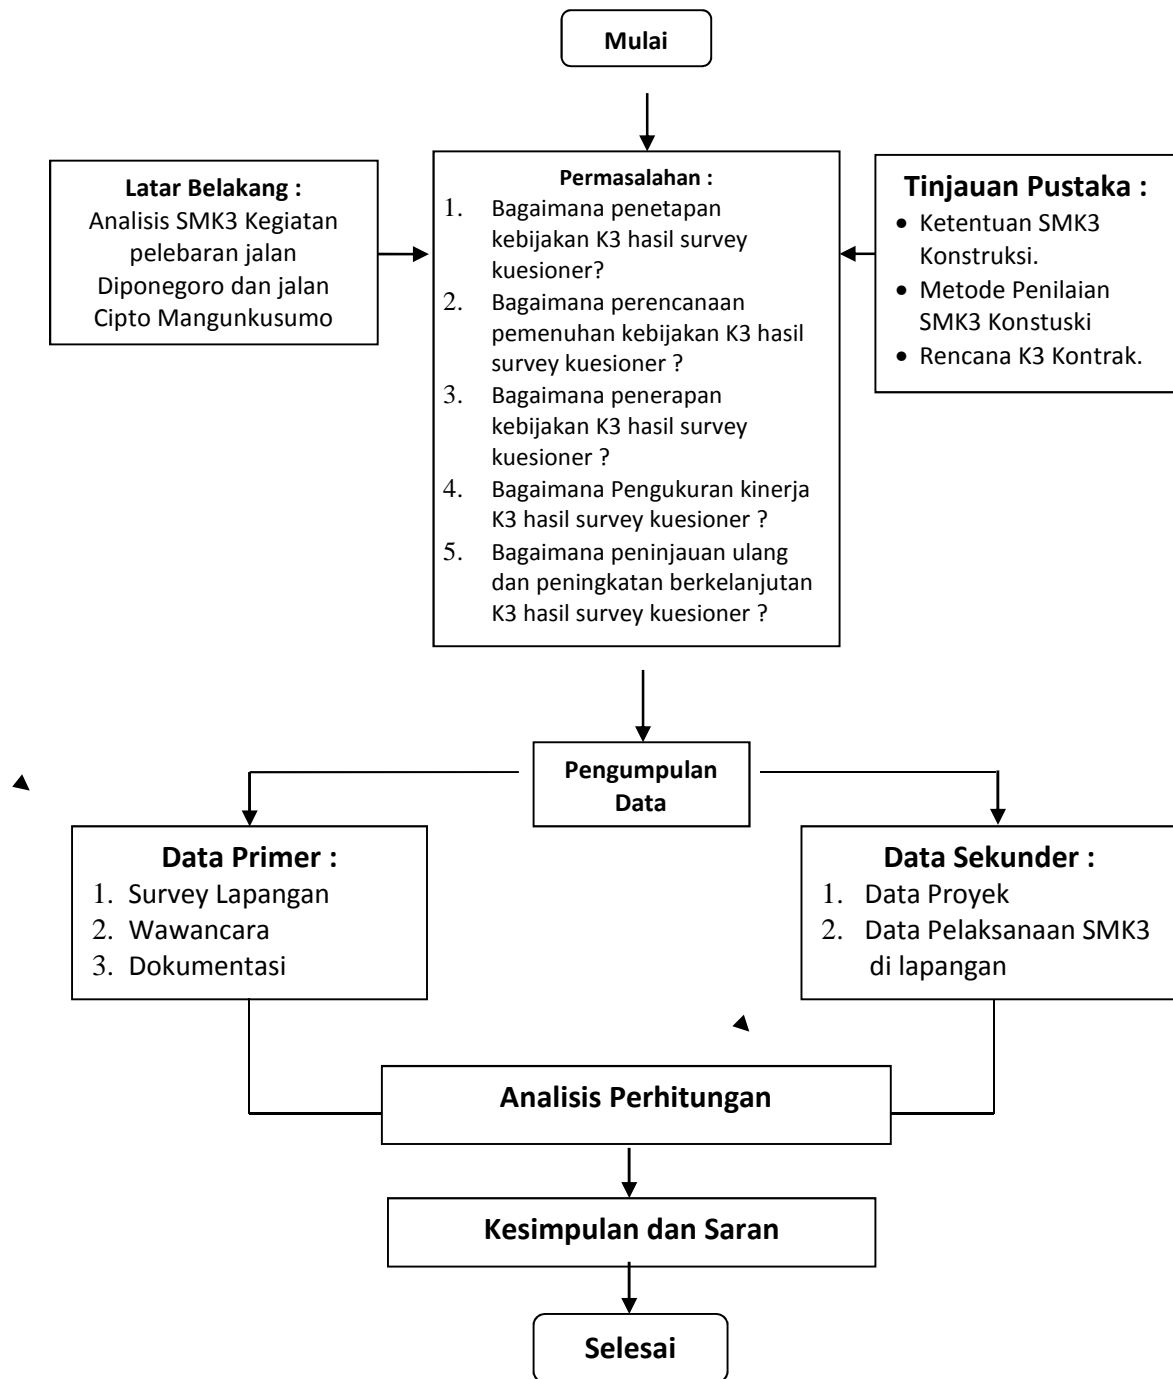 Mulai
Latar Belakang :
Analisis SMK3 Kegiatan
pelebaran jalan
Diponegoro dan jalan
Cipto Mangunkusumo
Permasalahan :
1. Bagaimana penetapan
kebijakan K3 hasil survey
kuesioner?
2. Bagaimana perencanaan
pemenuhan kebijakan K3 hasil
survey kuesioner ?
3. Bagaimana penerapan
kebijakan K3 hasil survey
kuesioner ?
4. Bagaimana Pengukuran kinerja
K3 hasil survey kuesioner ?
5. Bagaimana peninjauan ulang
dan peningkatan berkelanjutan
K3 hasil survey kuesioner ?
Tinjauan Pustaka :
• Ketentuan SMK3
Konstruksi.
• Metode Penilaian
SMK3 Konstuski
• Rencana K3 Kontrak.
Pengumpulan
Data
Data Primer :
1. Survey Lapangan
2. Wawancara
3. Dokumentasi
Data Sekunder :
1. Data Proyek
2. Data Pelaksanaan SMK3
di lapangan
Analisis Perhitungan
Kesimpulan dan Saran
Selesai